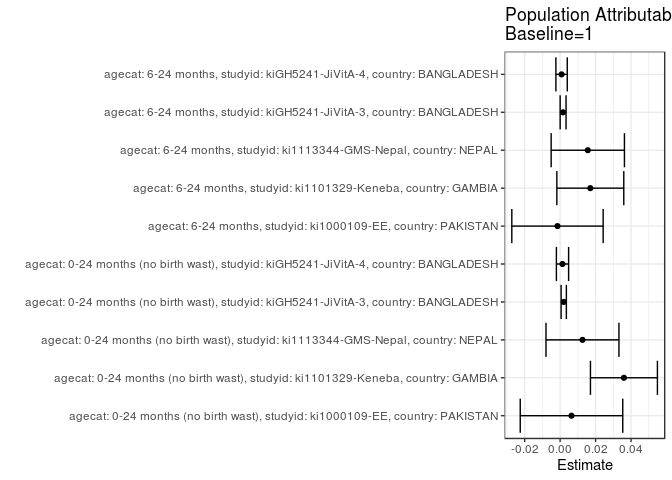 Population Attributab
Baseline=1
agecat: 6-24 months, studyid: kiGH5241-JiVitA-4, country: BANGLADESH
agecat: 6-24 months, studyid: kiGH5241-JiVitA-3, country: BANGLADESH
agecat: 6-24 months, studyid: ki1113344-GMS-Nepal, country: NEPAL
agecat: 6-24 months, studyid: ki1101329-Keneba, country: GAMBIA
agecat: 6-24 months, studyid: ki1000109-EE, country: PAKISTAN
agecat: 0-24 months (no birth wast), studyid: kiGH5241-JiVitA-4, country: BANGLADESH
agecat: 0-24 months (no birth wast), studyid: kiGH5241-JiVitA-3, country: BANGLADESH
agecat: 0-24 months (no birth wast), studyid: ki1113344-GMS-Nepal, country: NEPAL
agecat: 0-24 months (no birth wast), studyid: ki1101329-Keneba, country: GAMBIA
agecat: 0-24 months (no birth wast), studyid: ki1000109-EE, country: PAKISTAN
-0.02 0.00 0.02 0.04
Estimate